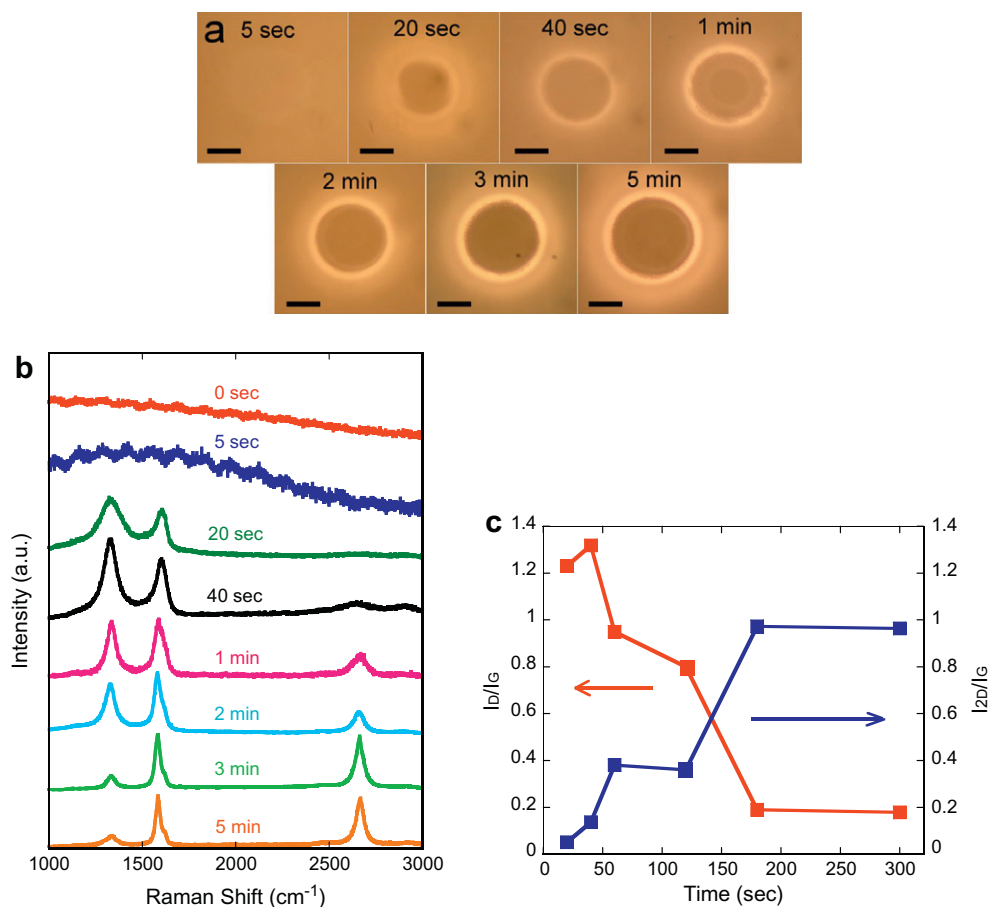 a
5 sec
20 sec
40 sec
1 min
2 min
3 min
5 min
b
0 sec
5 sec
20 sec
40 sec
1 min
2 min
3 min
5 min
Intensity (a.u.)
1000 1500 2000 2500 3000
Raman Shift (cm⁻¹)
c
1.4 1.4
1.2 1.2
1 1
0.8 0.8
0.6 0.6
0.4 0.4
0.2 0.2
0 0
I_D/I_G
I_2D/I_G
0 50 100 150 200 250 300
Time (sec)